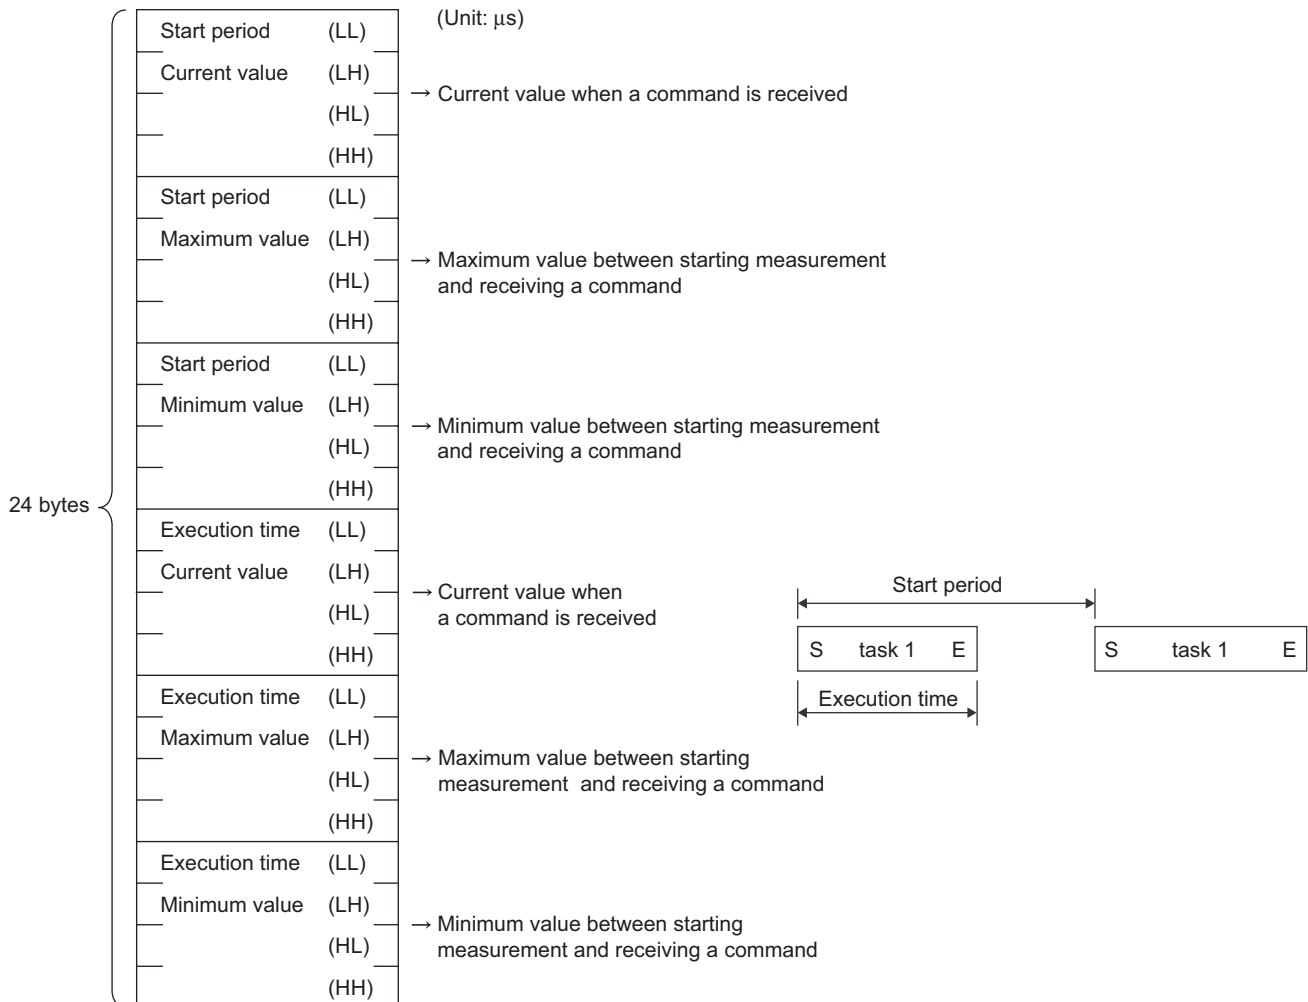 (Unit: μs)
Start period (LL)
Current value (LH)
→ Current value when a command is received
(HL)
(HH)
Start period (LL)
Maximum value (LH)
→ Maximum value between starting measurement
and receiving a command
(HL)
(HH)
Start period (LL)
Minimum value (LH)
→ Minimum value between starting measurement
and receiving a command
(HL)
(HH)
24 bytes
Execution time (LL)
Current value (LH)
→ Current value when
a command is received
(HL)
(HH)
Execution time (LL)
Maximum value (LH)
→ Maximum value between starting
measurement and receiving a command
(HL)
(HH)
Execution time (LL)
Minimum value (LH)
→ Minimum value between starting
measurement and receiving a command
(HL)
(HH)
Start period
S task 1 E
S task 1 E
Execution time